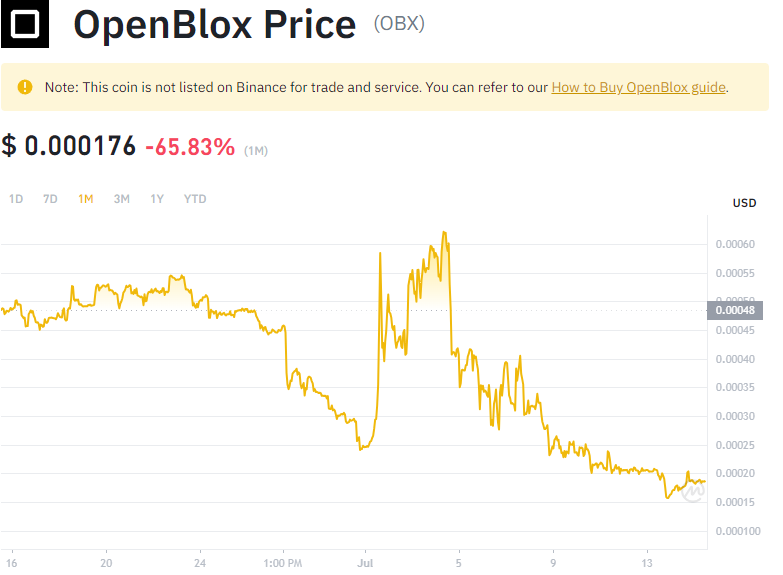 OpenBlox Price (OBX)
Note: This coin is not listed on Binance for trade and service. You can refer to our How to Buy OpenBlox guide.
$ 0.000176 -65.83% (1M)
1D 7D 1M 3M 1Y YTD
USD
0.00060
0.00055
0.00050
0.00048
0.00045
0.00040
0.00035
0.00030
0.00025
0.00020
0.00015
0.000100
16 20 24 1:00 PM Jul 5 9 13